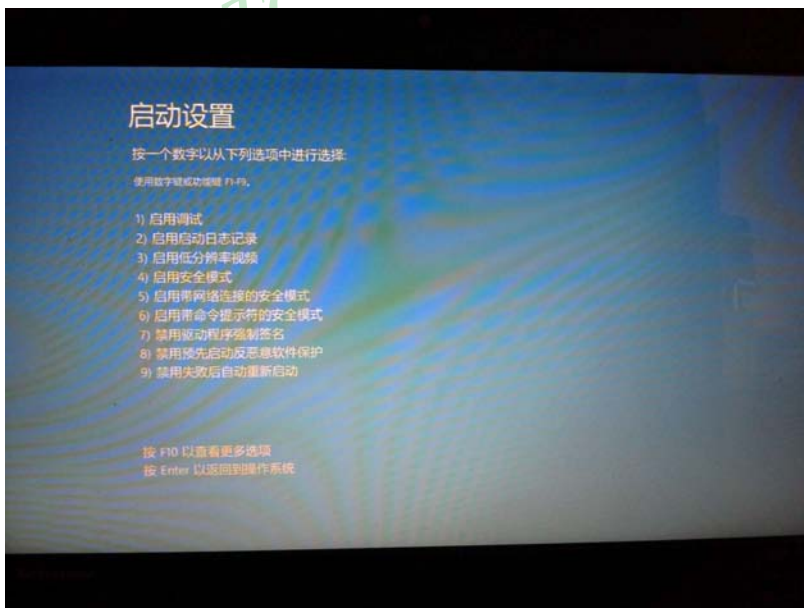 启动设置
按一个数字以从下列选项中进行选择:
使用数字键或功能键 F1-F9。
1) 启用调试
2) 启用启动日志记录
3) 启用低分辨率视频
4) 启用安全模式
5) 启用带网络连接的安全模式
6) 启用带命令提示符的安全模式
7) 禁用驱动程序强制签名
8) 禁用预先启动反恶意软件保护
9) 禁用失败后自动重新启动
按 F10 以查看更多选项
按 Enter 以返回到操作系统